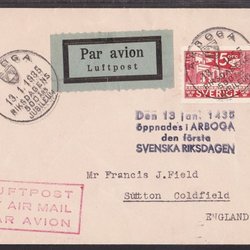 ARBOGA
13.1.1935
RIKSDAGENS
500 ÅRS
JUBILEUM
Par avion
Luftpost
15
SVERIGE
Den 13 jan. 1435
öppnades i ARBOGA
den första
SVENSKA RIKSDAGEN
LUFTPOST
AIR MAIL
PAR AVION
Mr Francis J. Field
Sutton Coldfield
ENGLAND